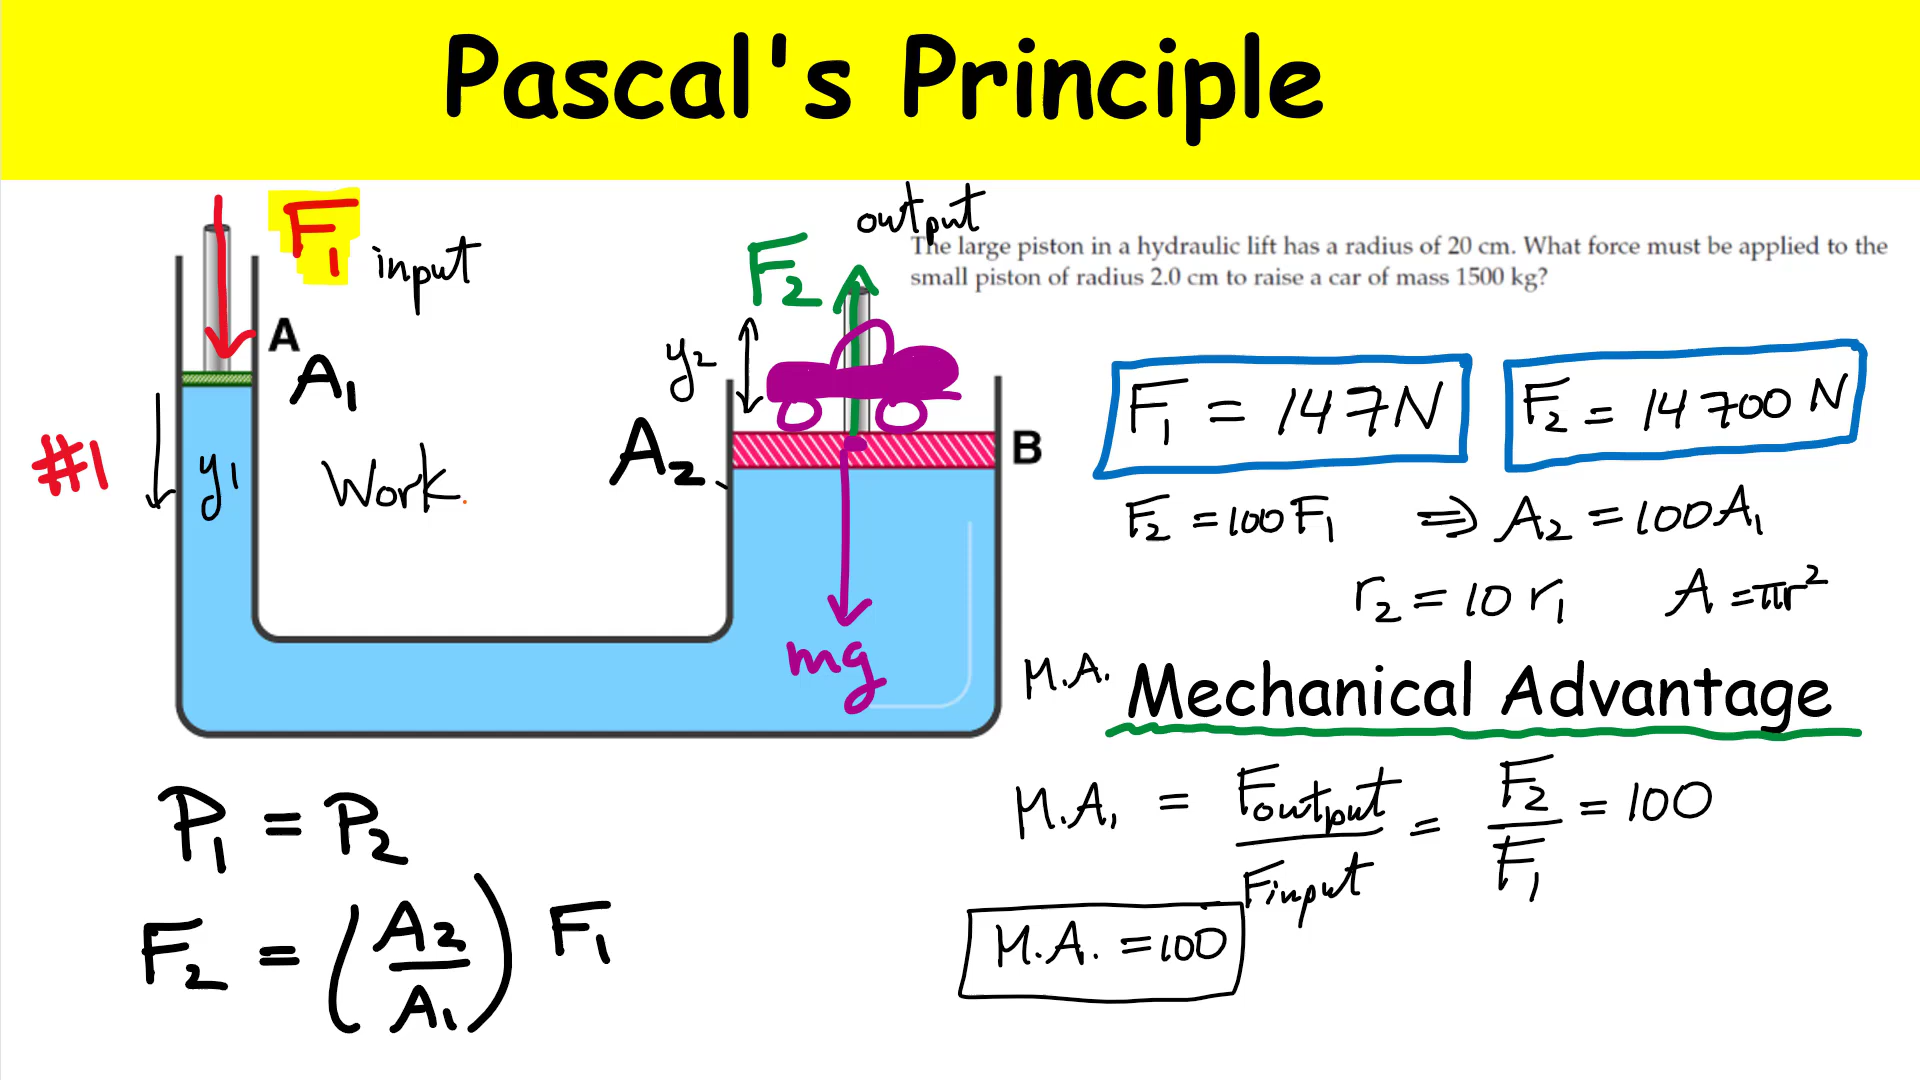 Pascal's Principle
F₁ input
output
F₂
The large piston in a hydraulic lift has a radius of 20 cm. What force must be applied to the
small piston of radius 2.0 cm to raise a car of mass 1500 kg?
A
A₁
y₂
A₂
B
#1
y₁
Work.
mg
F₁ = 147N
F₂ = 14700 N
F₂ = 100F₁ ⇒ A₂ = 100A₁
r₂ = 10 r₁ A = πr²
M.A. Mechanical Advantage
M.A. = Foutput/Finput = F₂/F₁ = 100
M.A. = 100
P₁ = P₂
F₂ = (A₂/A₁) F₁